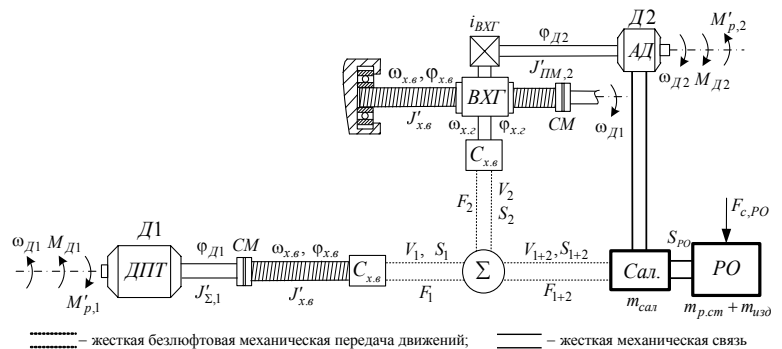 Д2
i_ВХГ
φ_Д2
M′_р,2
АД
J′_ПМ,2
ω_Д2
M_Д2
ω_х.в, φ_х.в
ВХГ
J′_х.в
ω_х.г
φ_х.г
СМ
ω_Д1
C_х.в
F_2
V_2
S_2
Д1
ω_Д1
M_Д1
φ_Д1
СМ
ω_х.в, φ_х.в
V_1, S_1
V_1+2, S_1+2
S_РО
F_с,РО
ДПТ
C_х.в
Σ
Сал.
РО
M′_р,1
J′_Σ,1
J′_х.в
F_1
F_1+2
m_сал
m_р.ст + m_изд
– жесткая безлюфтовая механическая передача движений;
– жесткая механическая связь